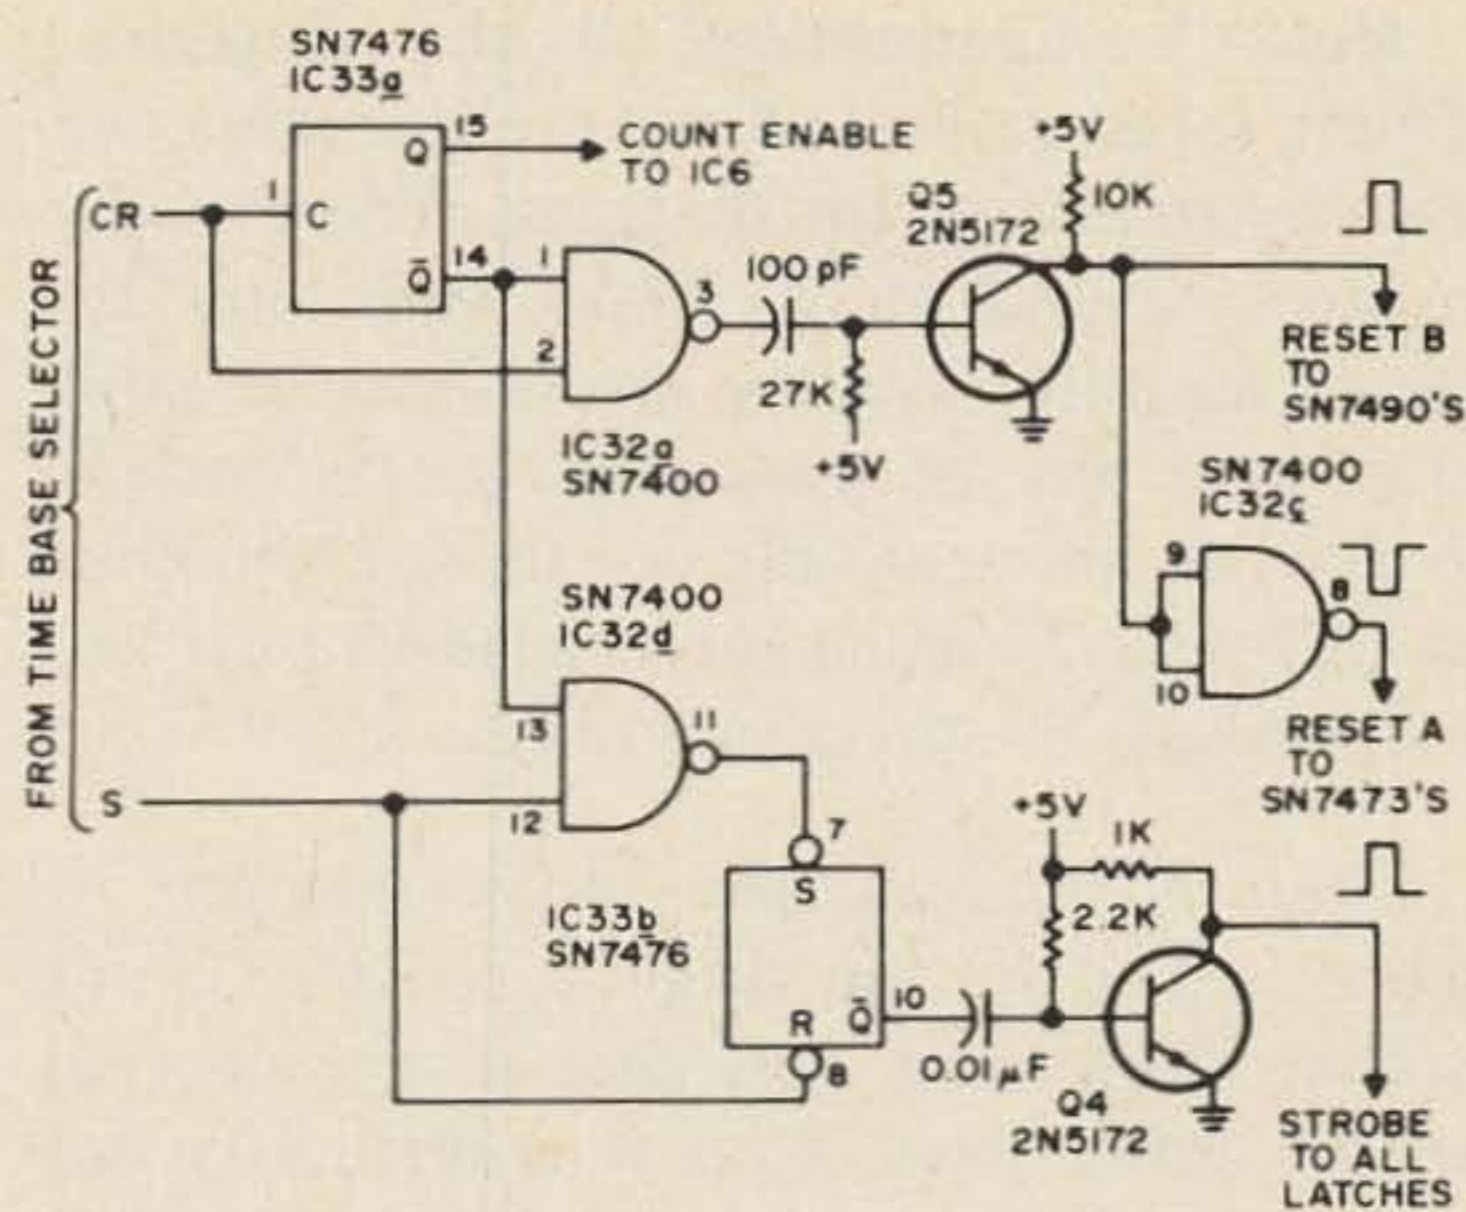 SN7476
IC33a
15
Q
COUNT ENABLE
TO IC6
+5V
10K
Q5
2N5172
CR
1
C
14
Q̄
1
2
3
100 pF
27K
+5V
RESET B
TO
SN7490'S
IC32a
SN7400
SN7400
IC32c
9
8
10
FROM TIME BASE SELECTOR
SN7400
IC32d
13
11
12
S
RESET A
TO
SN7473'S
+5V
1K
2.2K
7
S
IC33b
SN7476
R
Q̄
10
8
0.01 μF
Q4
2N5172
STROBE
TO ALL
LATCHES